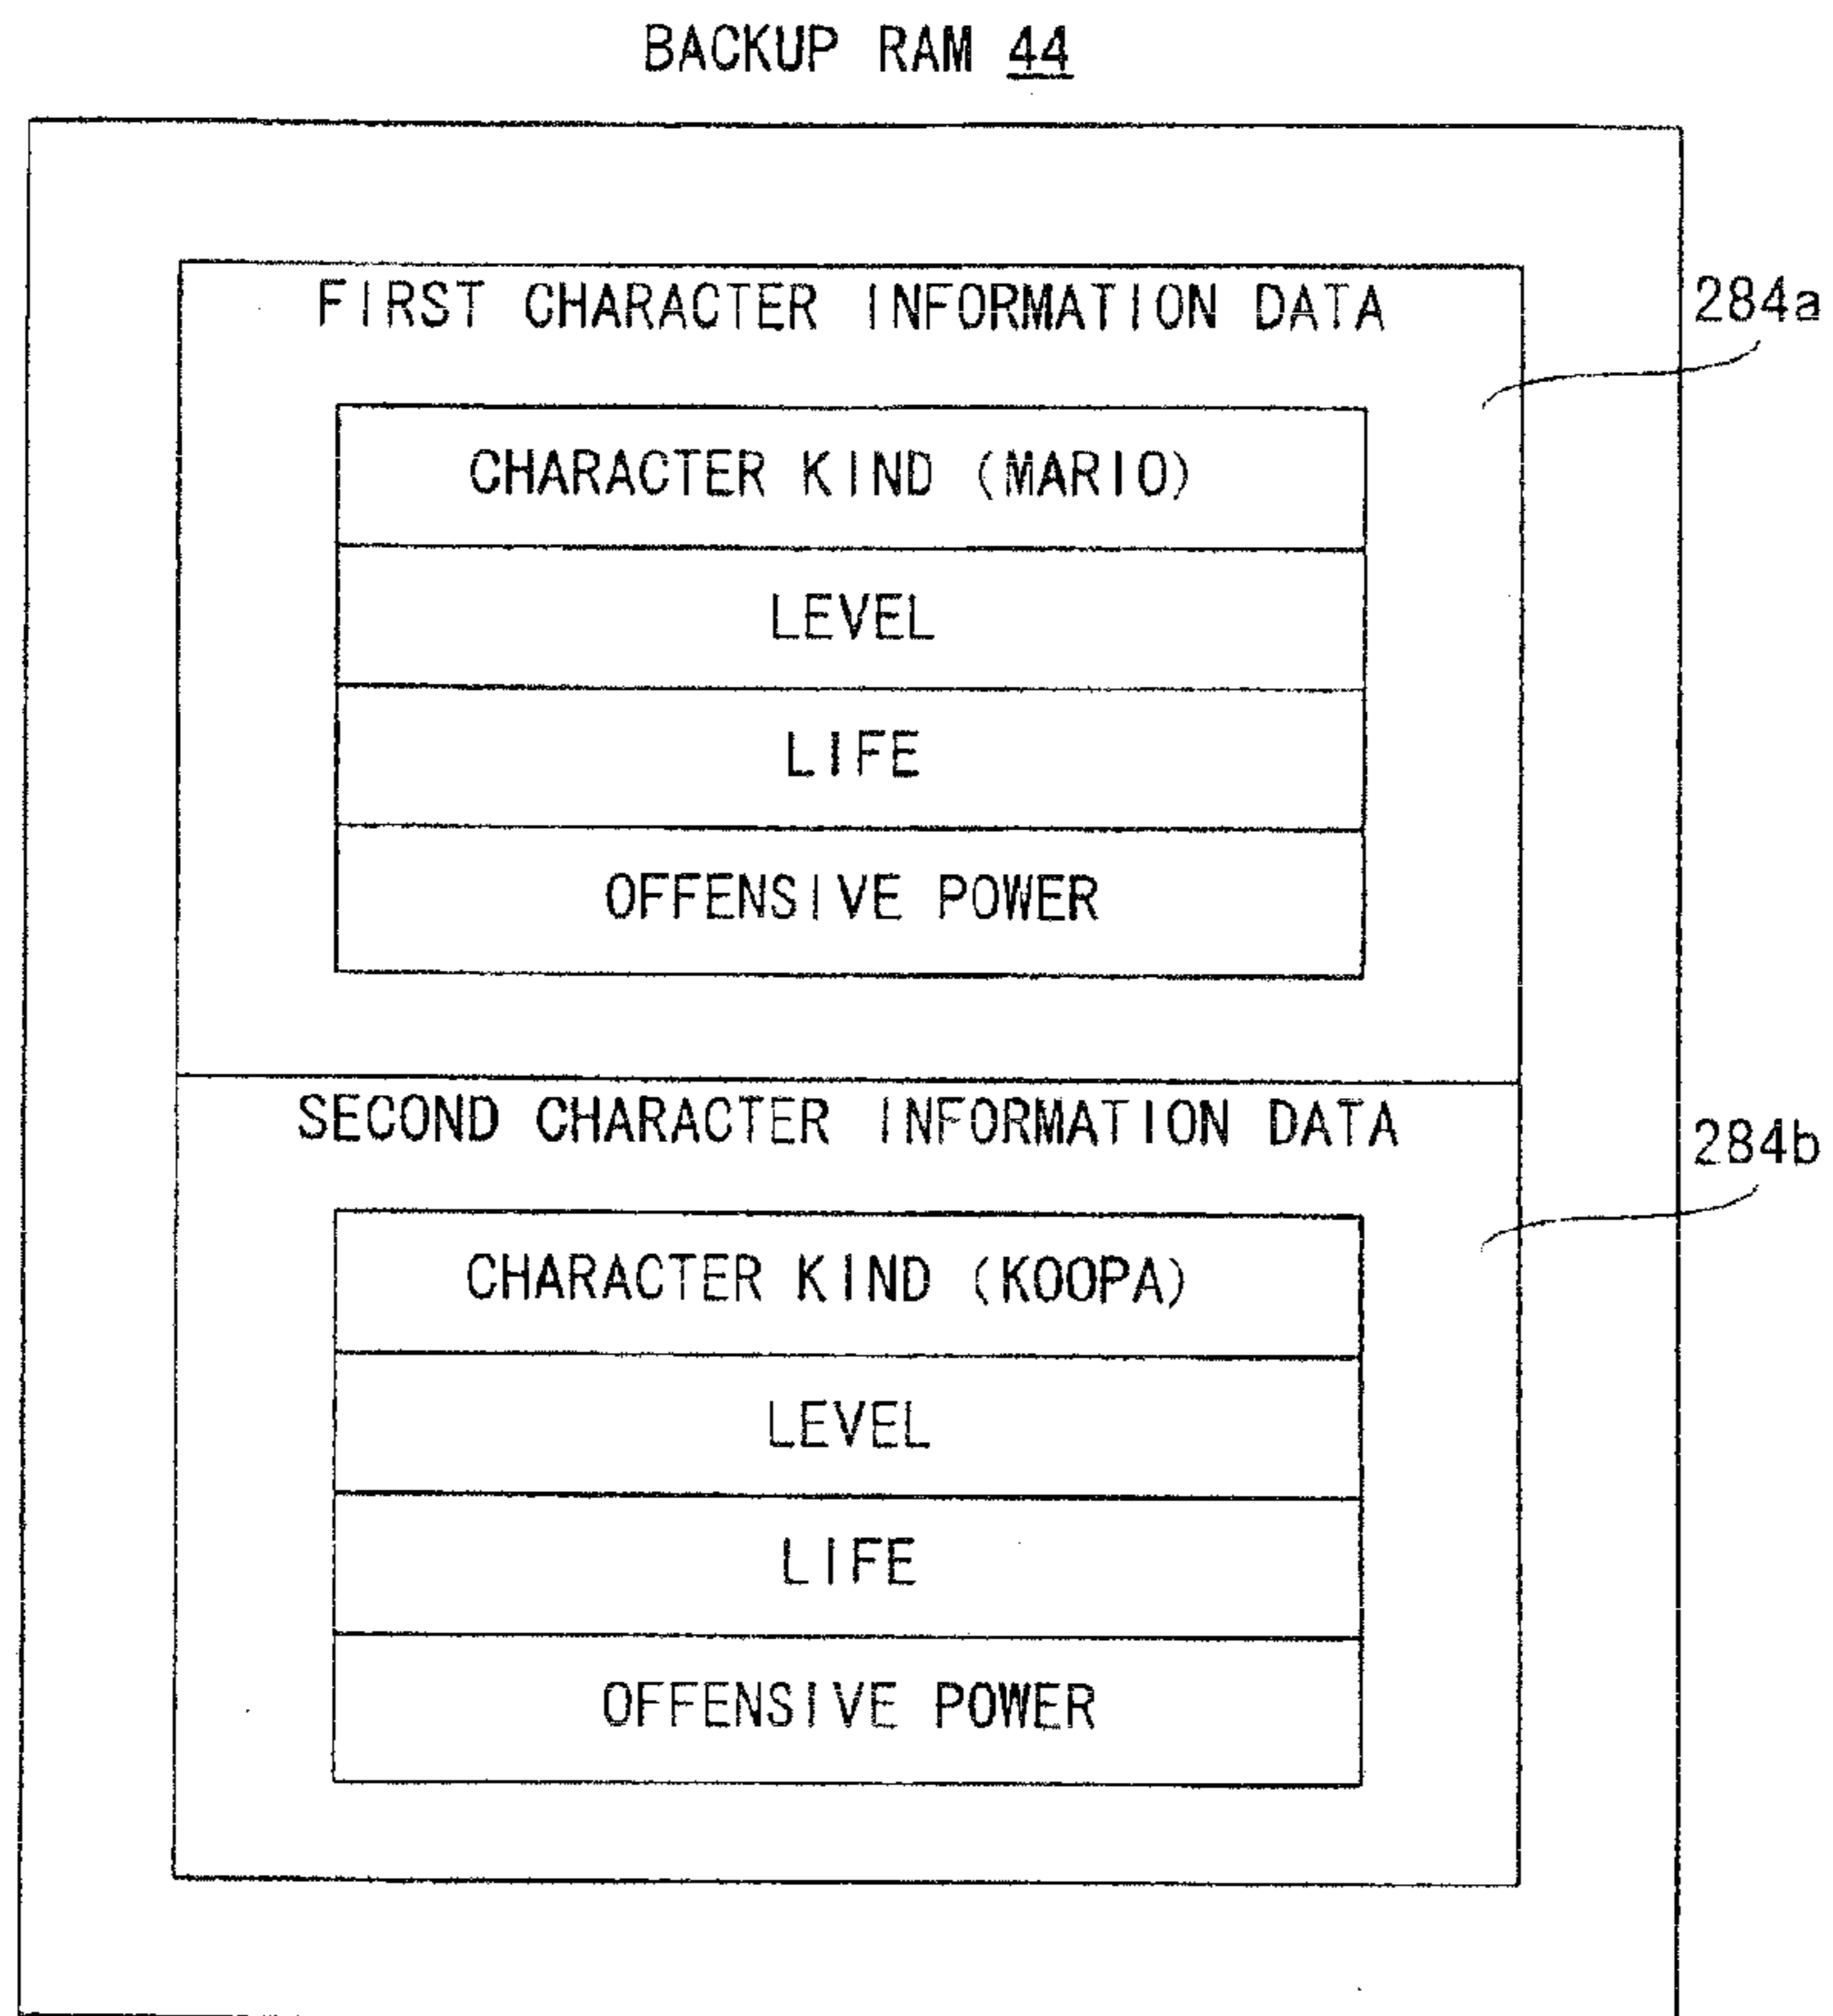 BACKUP RAM 44
FIRST CHARACTER INFORMATION DATA
284a
CHARACTER KIND (MARIO)
LEVEL
LIFE
OFFENSIVE POWER
SECOND CHARACTER INFORMATION DATA
284b
CHARACTER KIND (KOOPA)
LEVEL
LIFE
OFFENSIVE POWER